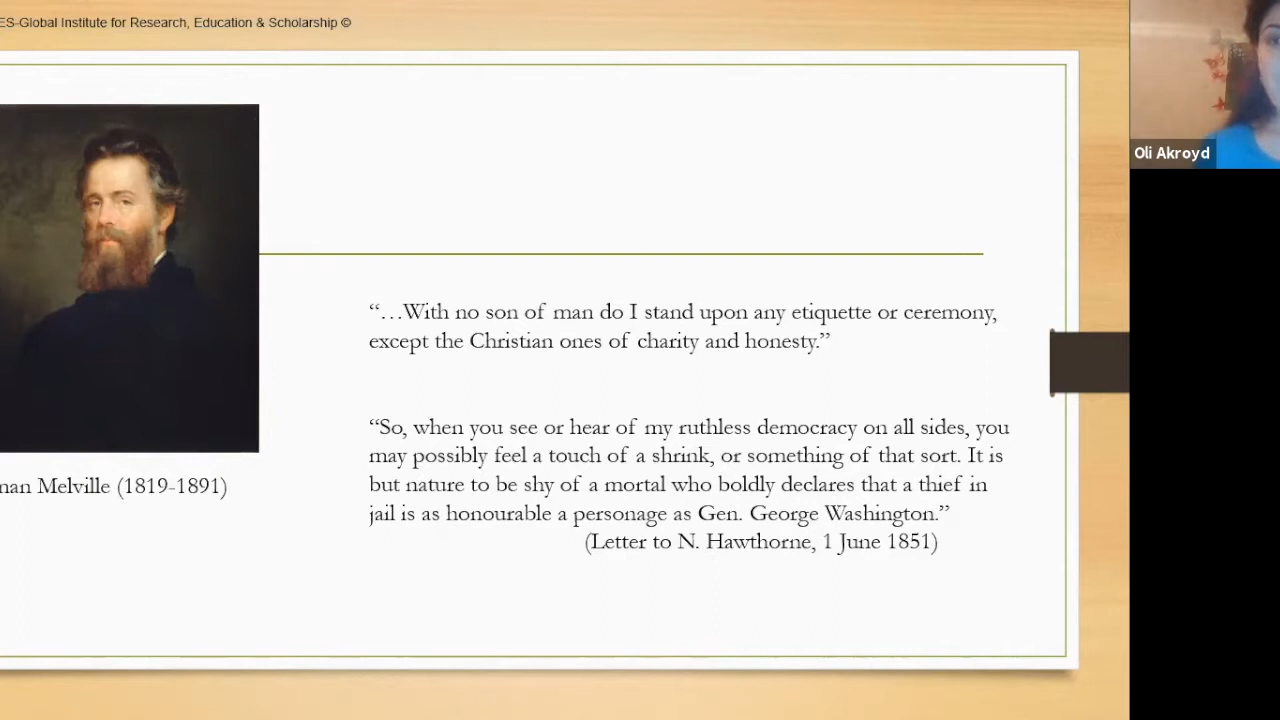 ES-Global Institute for Research, Education & Scholarship ©
Oli Akroyd
“…With no son of man do I stand upon any etiquette or ceremony,
except the Christian ones of charity and honesty.”
“So, when you see or hear of my ruthless democracy on all sides, you
may possibly feel a touch of a shrink, or something of that sort. It is
but nature to be shy of a mortal who boldly declares that a thief in
jail is as honourable a personage as Gen. George Washington.”
(Letter to N. Hawthorne, 1 June 1851)
nan Melville (1819-1891)